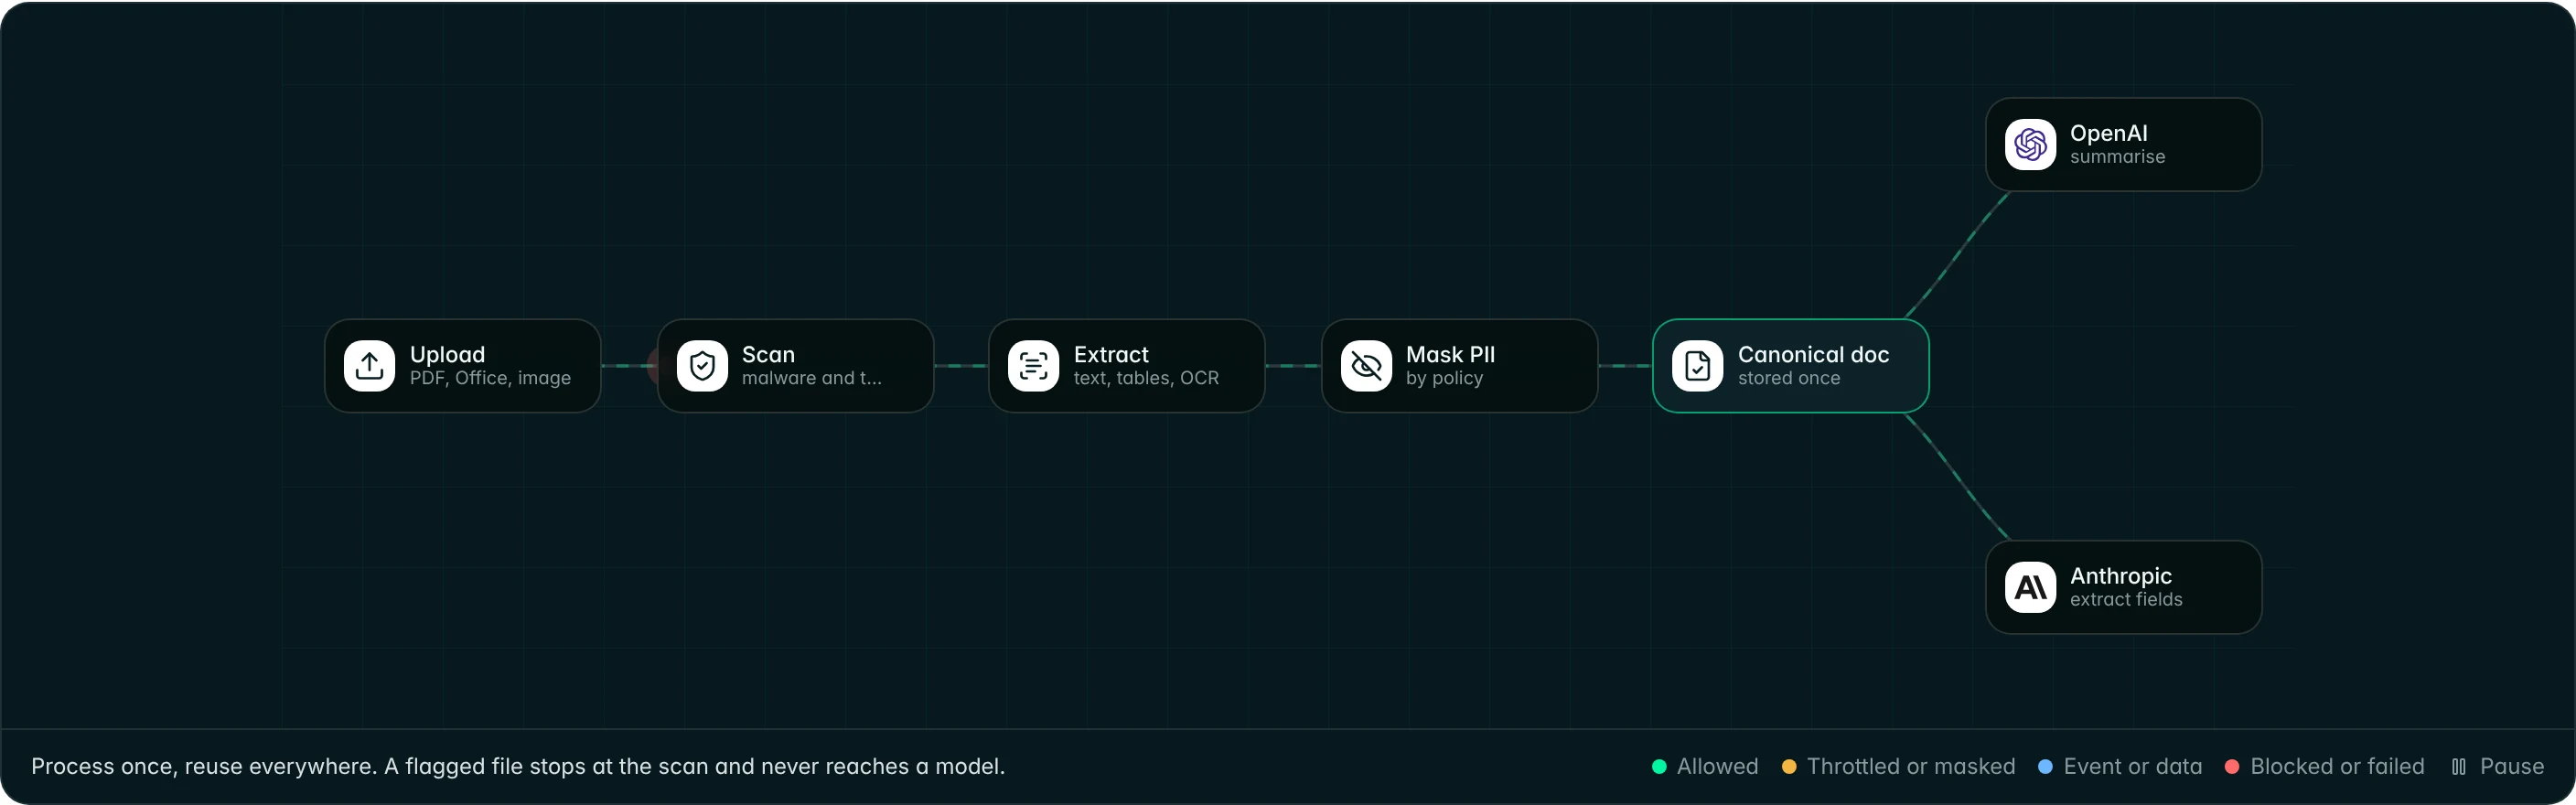 OpenAI
summarise
Upload
PDF, Office, image
Scan
malware and t...
Extract
text, tables, OCR
Mask PII
by policy
Canonical doc
stored once
Anthropic
extract fields
Process once, reuse everywhere. A flagged file stops at the scan and never reaches a model.
Allowed
Throttled or masked
Event or data
Blocked or failed
Pause